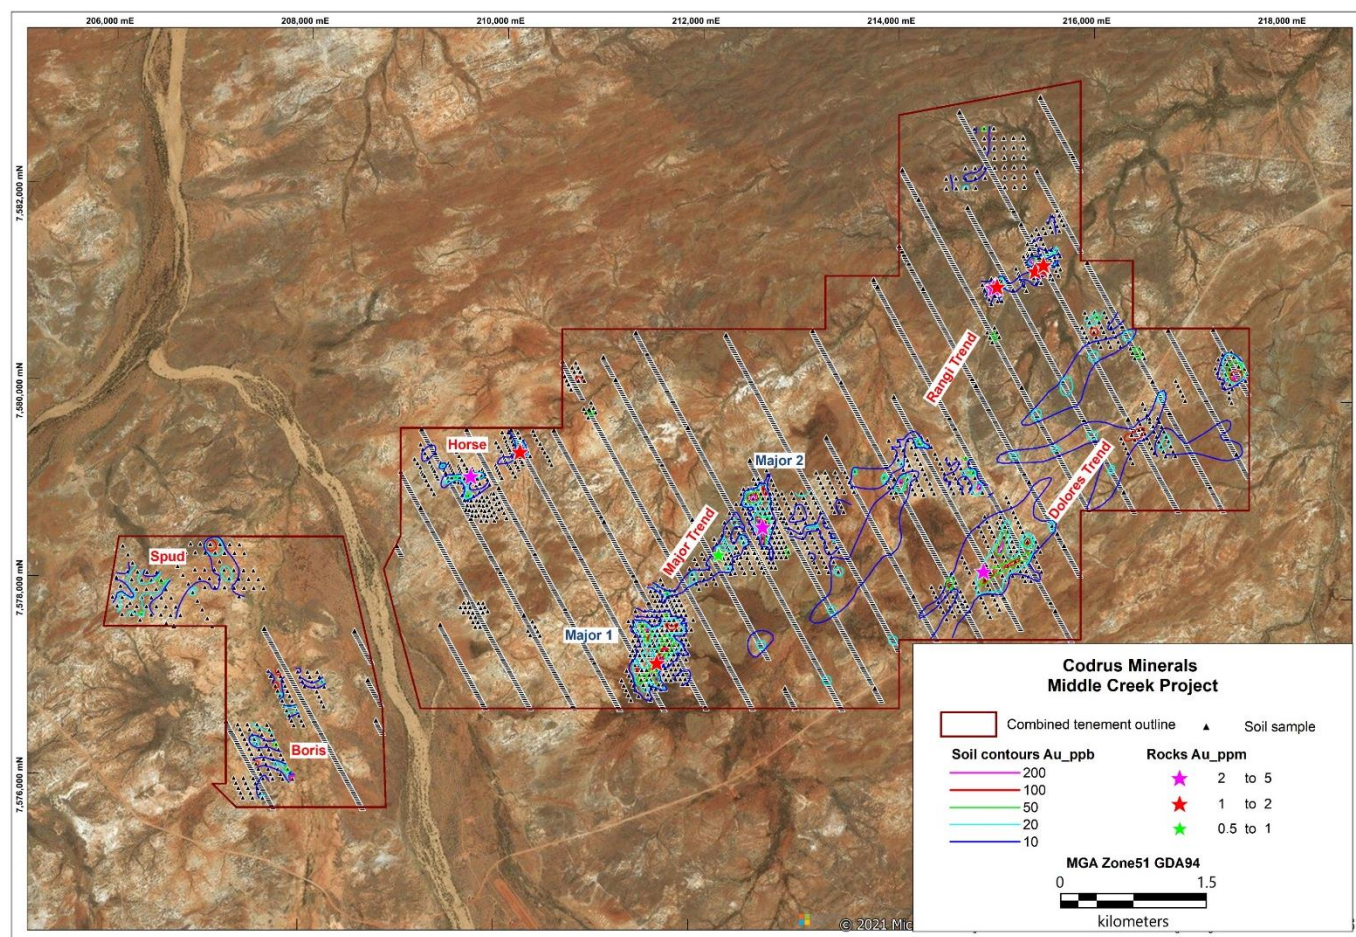 206,000 mE
208,000 mE
210,000 mE
212,000 mE
214,000 mE
216,000 mE
218,000 mE
7,582,000 mN
7,580,000 mN
7,578,000 mN
7,576,000 mN
Rangi Trend
Horse
Major 2
Dolores Trend
Major Trend
Spud
Major 1
Boris
Codrus Minerals
Middle Creek Project
Combined tenement outline
Soil sample
Soil contours Au_ppb
200
100
50
20
10
Rocks Au_ppm
2 to 5
1 to 2
0.5 to 1
MGA Zone51 GDA94
0 1.5
kilometers
© 2021 Mic